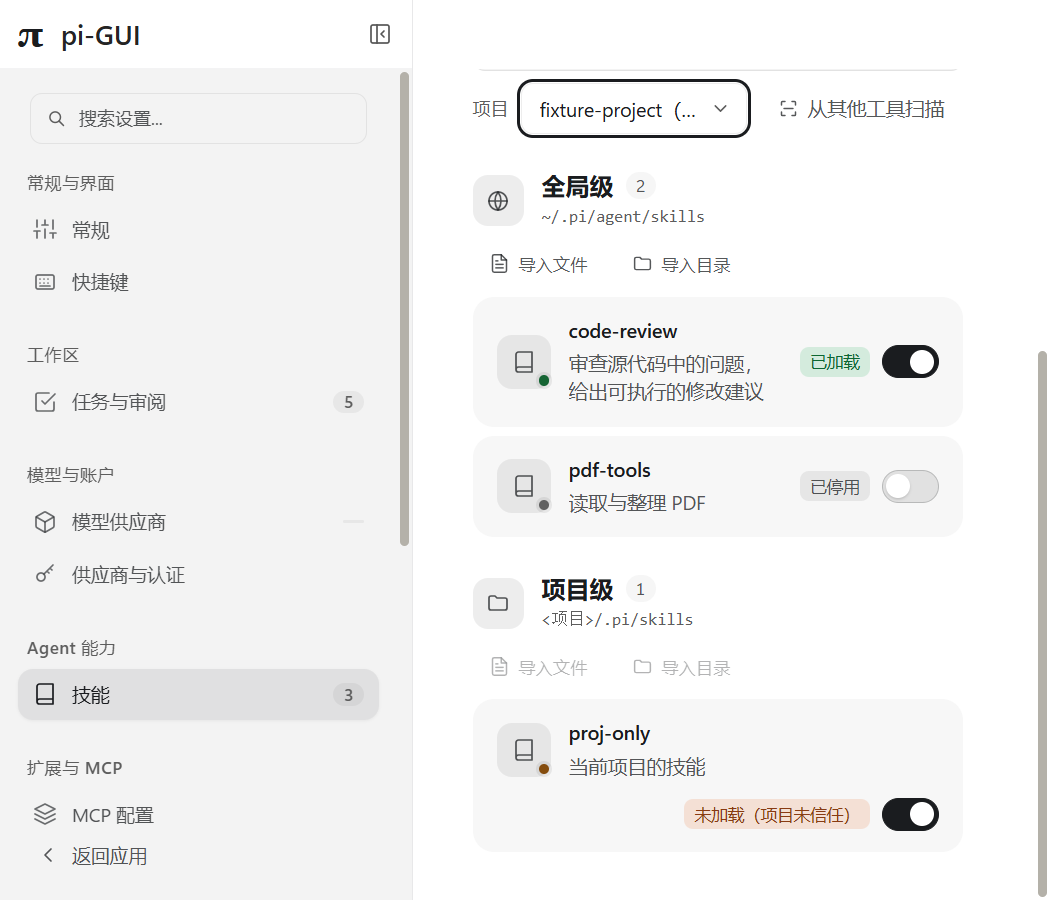 π pi-GUI
搜索设置...
常规与界面
常规
快捷键
工作区
任务与审阅 5
模型与账户
模型供应商
供应商与认证
Agent 能力
技能 3
扩展与 MCP
MCP 配置
返回应用
项目 fixture-project (... 从其他工具扫描
全局级 2
~/.pi/agent/skills
导入文件 导入目录
code-review
审查源代码中的问题，
给出可执行的修改建议
已加载
pdf-tools
读取与整理 PDF
已停用
项目级 1
<项目>/.pi/skills
导入文件 导入目录
proj-only
当前项目的技能
未加载（项目未信任）